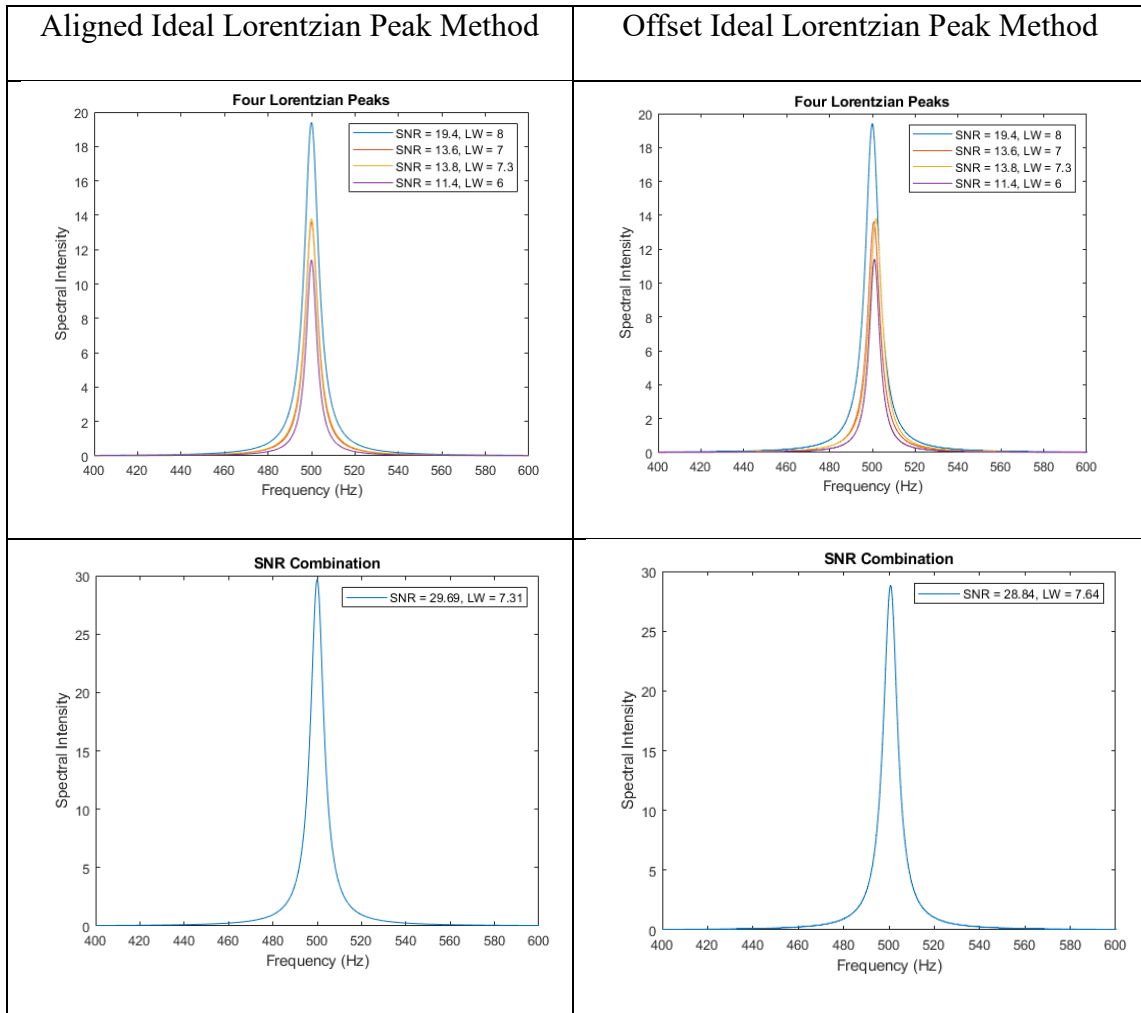 Aligned Ideal Lorentzian Peak Method
Offset Ideal Lorentzian Peak Method
Four Lorentzian Peaks
20
18
16
14
12
10
8
6
4
2
0
Spectral Intensity
SNR = 19.4, LW = 8
SNR = 13.6, LW = 7
SNR = 13.8, LW = 7.3
SNR = 11.4, LW = 6
400 420 440 460 480 500 520 540 560 580 600
Frequency (Hz)
Four Lorentzian Peaks
20
18
16
14
12
10
8
6
4
2
0
Spectral Intensity
SNR = 19.4, LW = 8
SNR = 13.6, LW = 7
SNR = 13.8, LW = 7.3
SNR = 11.4, LW = 6
400 420 440 460 480 500 520 540 560 580 600
Frequency (Hz)
SNR Combination
30
25
20
15
10
5
0
Spectral Intensity
SNR = 29.69, LW = 7.31
400 420 440 460 480 500 520 540 560 580 600
Frequency (Hz)
SNR Combination
30
25
20
15
10
5
0
Spectral Intensity
SNR = 28.84, LW = 7.64
400 420 440 460 480 500 520 540 560 580 600
Frequency (Hz)